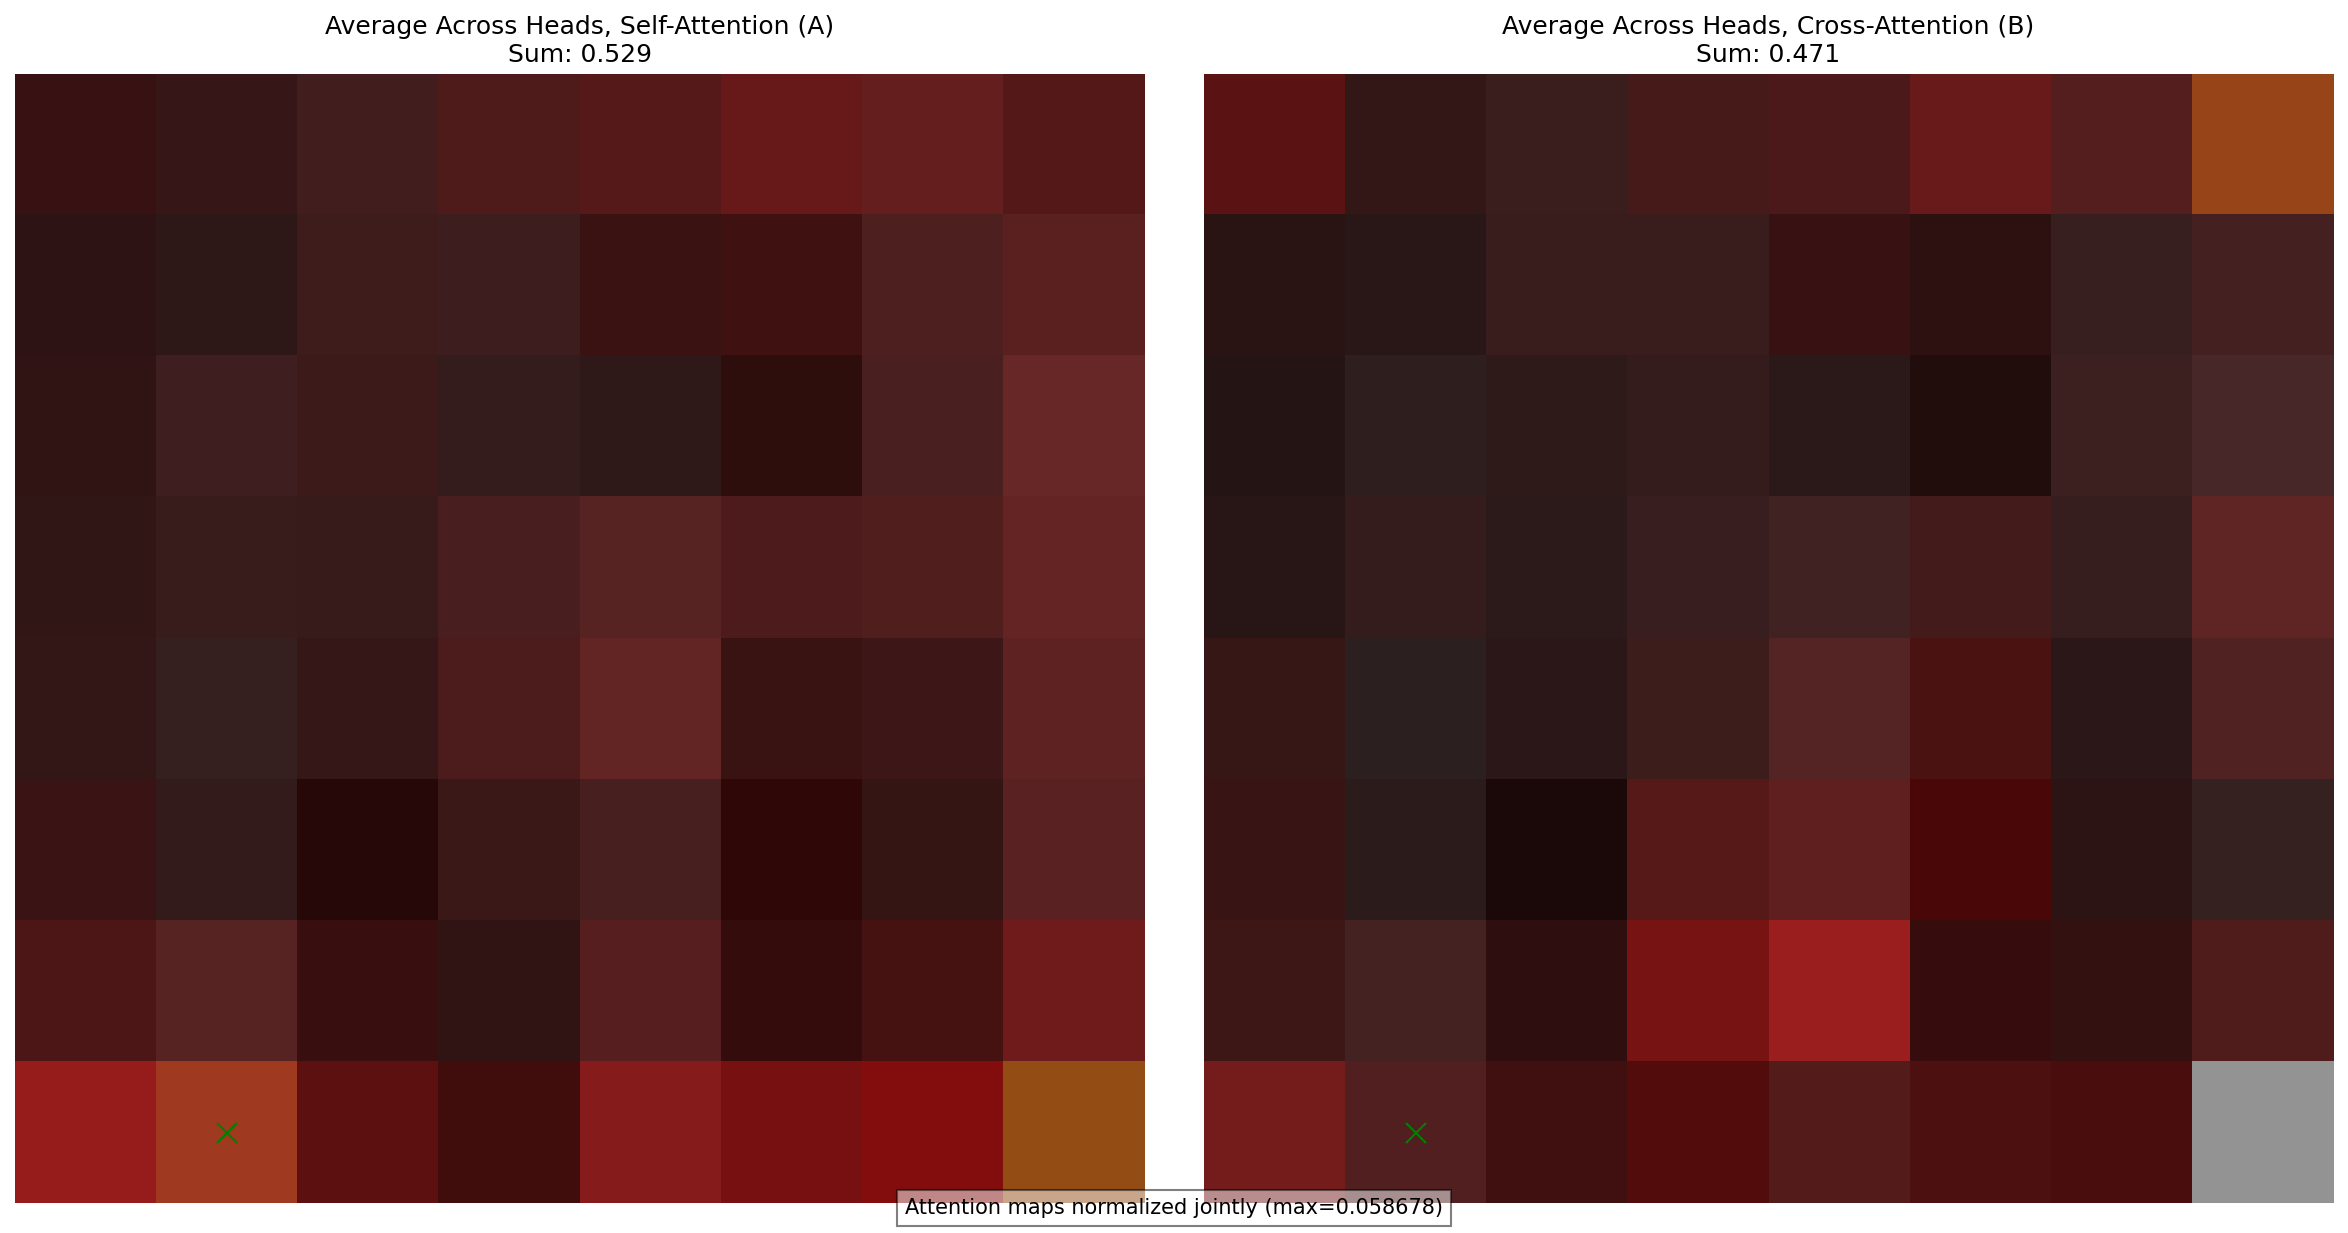 Average Across Heads, Self-Attention (A)
Sum: 0.529
Average Across Heads, Cross-Attention (B)
Sum: 0.471
Attention maps normalized jointly (max=0.058678)